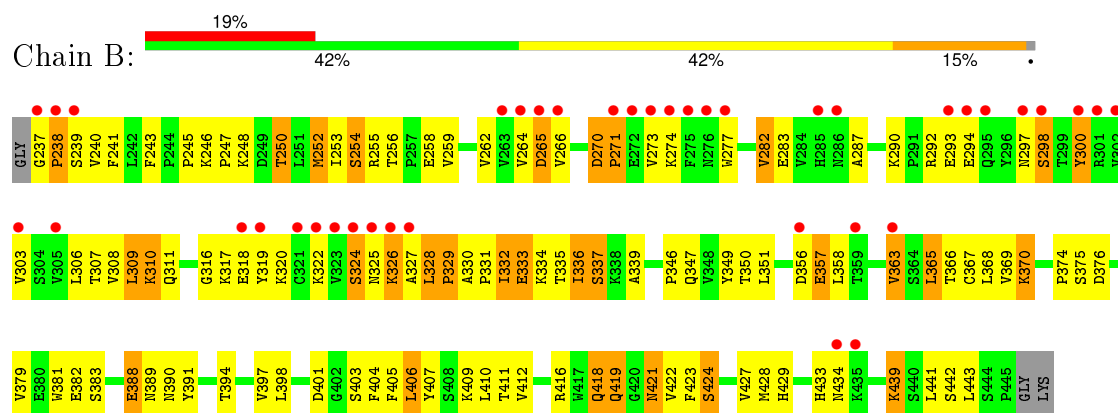 19%
Chain B:
42% 42% 15% •
GLY G237 P238 S239 V240 F241 L242 F243 P244 P245 K246 P247 K248 D249 T250 L251 M252 I253 S254 R255 T256 P257 E258 V259 V262 V263 V264 D265 V266 D270 P271 E272 V273 K274 F275 N276 W277 V282 E283 V284 H285 N286 A287 K290 P291 R292 E293 E294 Q295 Y296 N297 S298 T299 Y300 R301 V302
V303 S304 V305 L306 T307 V308 L309 K310 Q311 G316 K317 E318 Y319 K320 C321 K322 V323 S324 N325 K326 A327 L328 P329 A330 P331 I332 E333 K334 T335 I336 S337 K338 A339 P346 Q347 V348 Y349 T350 L351 D356 E357 L358 T359 V363 S364 L365 T366 C367 L368 V369 K370 P374 S375 D376
V379 E380 W381 E382 S383 E388 N389 N390 Y391 T394 V397 L398 D401 G402 S403 F404 F405 L406 Y407 S408 K409 L410 T411 V412 R416 W417 Q418 Q419 G420 N421 V422 F423 S424 V427 M428 H429 H433 N434 K435 K439 S440 L441 S442 L443 S444 P445 GLY LYS